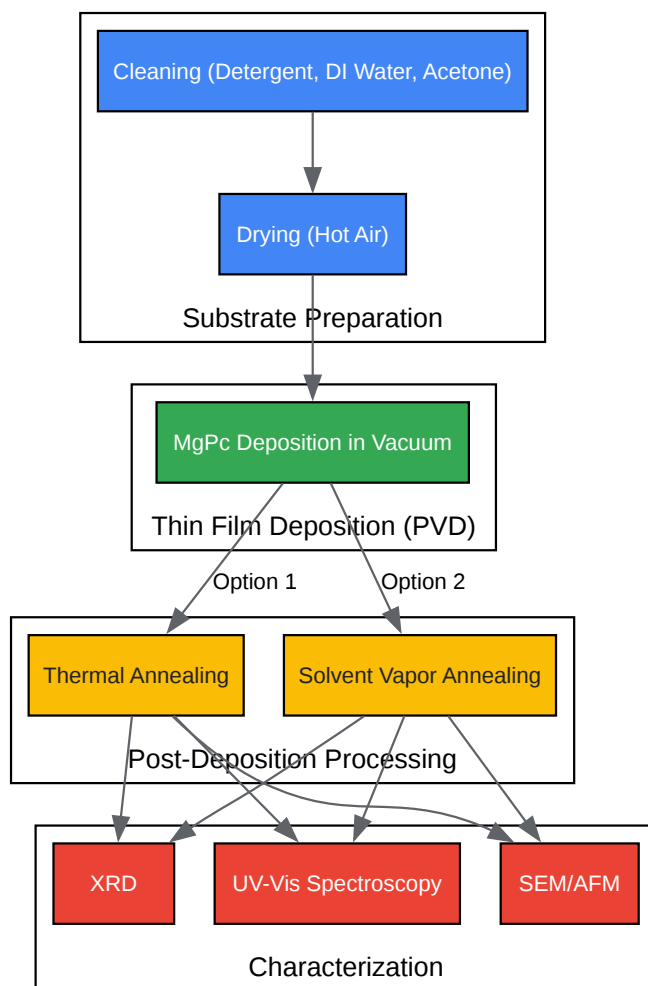 Cleaning (Detergent, DI Water, Acetone)
Drying (Hot Air)
Substrate Preparation
MgPc Deposition in Vacuum
Thin Film Deposition (PVD)
Option 1
Option 2
Thermal Annealing
Solvent Vapor Annealing
Post-Deposition Processing
XRD
UV-Vis Spectroscopy
SEM/AFM
Characterization